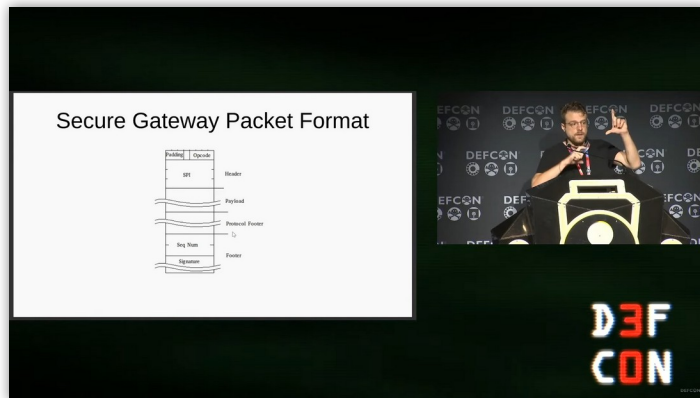 Secure Gateway Packet Format
Padding Opcode
SPI
Header
Payload
Protocol Footer
Seq Num
Footer
Signature
DEFCON DEFCON DEFCON
DEFCON
DEFCON
D3F
CON